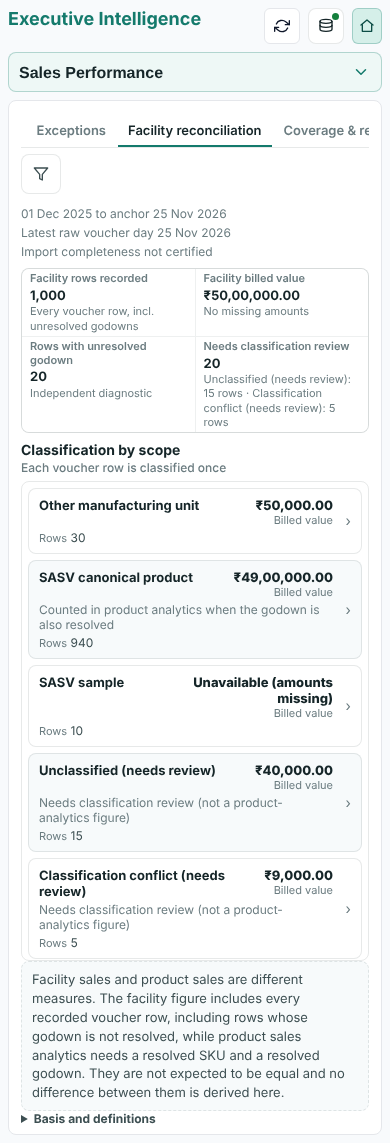 Executive Intelligence
Sales Performance
Exceptions Facility reconciliation Coverage & re
01 Dec 2025 to anchor 25 Nov 2026
Latest raw voucher day 25 Nov 2026
Import completeness not certified
Facility rows recorded
1,000
Every voucher row, incl.
unresolved godowns
Facility billed value
₹50,00,000.00
No missing amounts
Rows with unresolved
godown
20
Independent diagnostic
Needs classification review
20
Unclassified (needs review):
15 rows · Classification
conflict (needs review): 5
rows
Classification by scope
Each voucher row is classified once
Other manufacturing unit
₹50,000.00
Billed value
Rows 30
SASV canonical product
₹49,00,000.00
Billed value
Counted in product analytics when the godown is
also resolved
Rows 940
SASV sample
Unavailable (amounts
missing)
Billed value
Rows 10
Unclassified (needs review)
₹40,000.00
Billed value
Needs classification review (not a product-
analytics figure)
Rows 15
Classification conflict (needs
review)
₹9,000.00
Billed value
Needs classification review (not a product-
analytics figure)
Rows 5
Facility sales and product sales are different
measures. The facility figure includes every
recorded voucher row, including rows whose
godown is not resolved, while product sales
analytics needs a resolved SKU and a resolved
godown. They are not expected to be equal and no
difference between them is derived here.
Basis and definitions